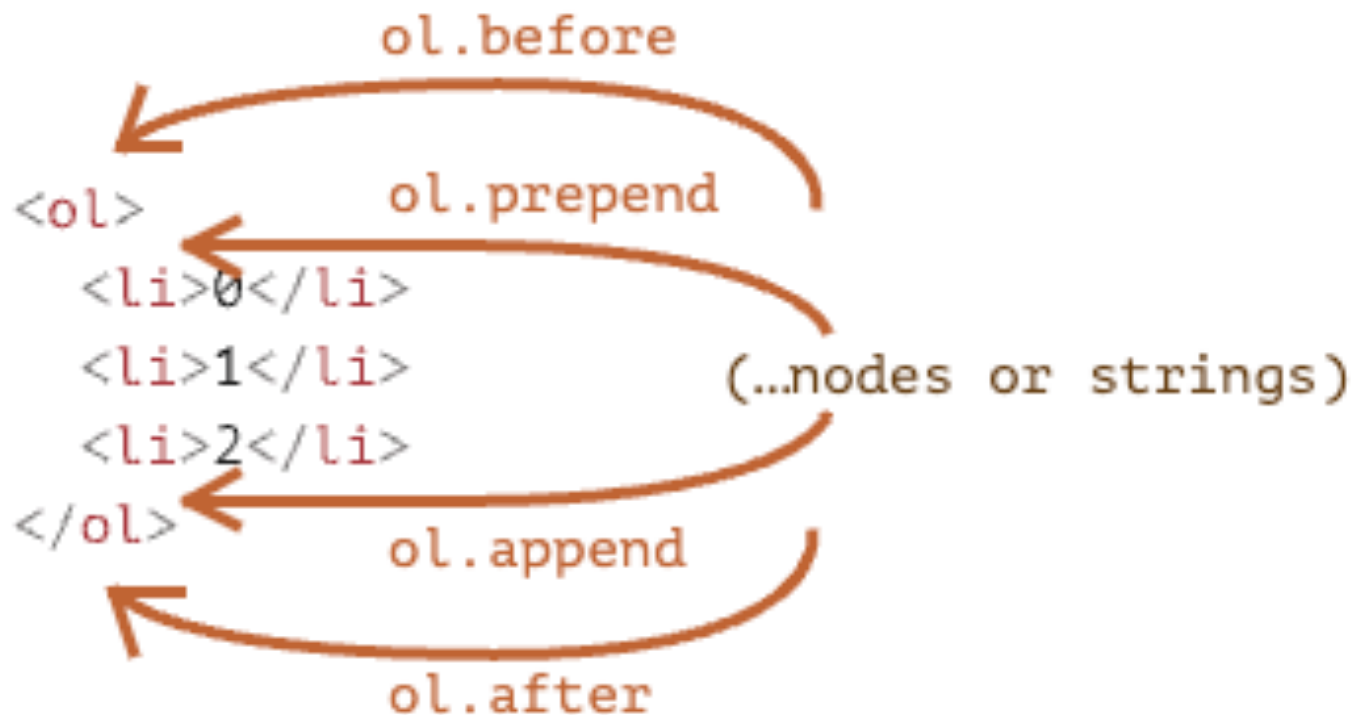 ol.before
<ol>
ol.prepend
<li>0</li>
<li>1</li>
(…nodes or strings)
<li>2</li>
</ol>
ol.append
ol.after